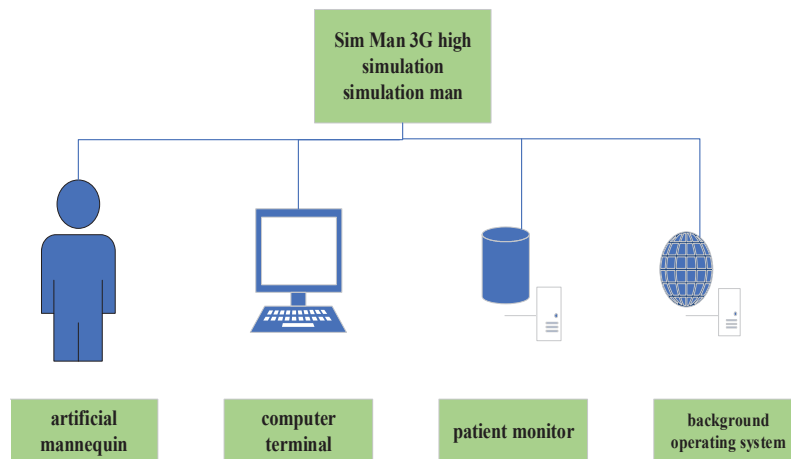 Sim Man 3G high
simulation
simulation man
artificial
mannequin
computer
terminal
patient monitor
background
operating system